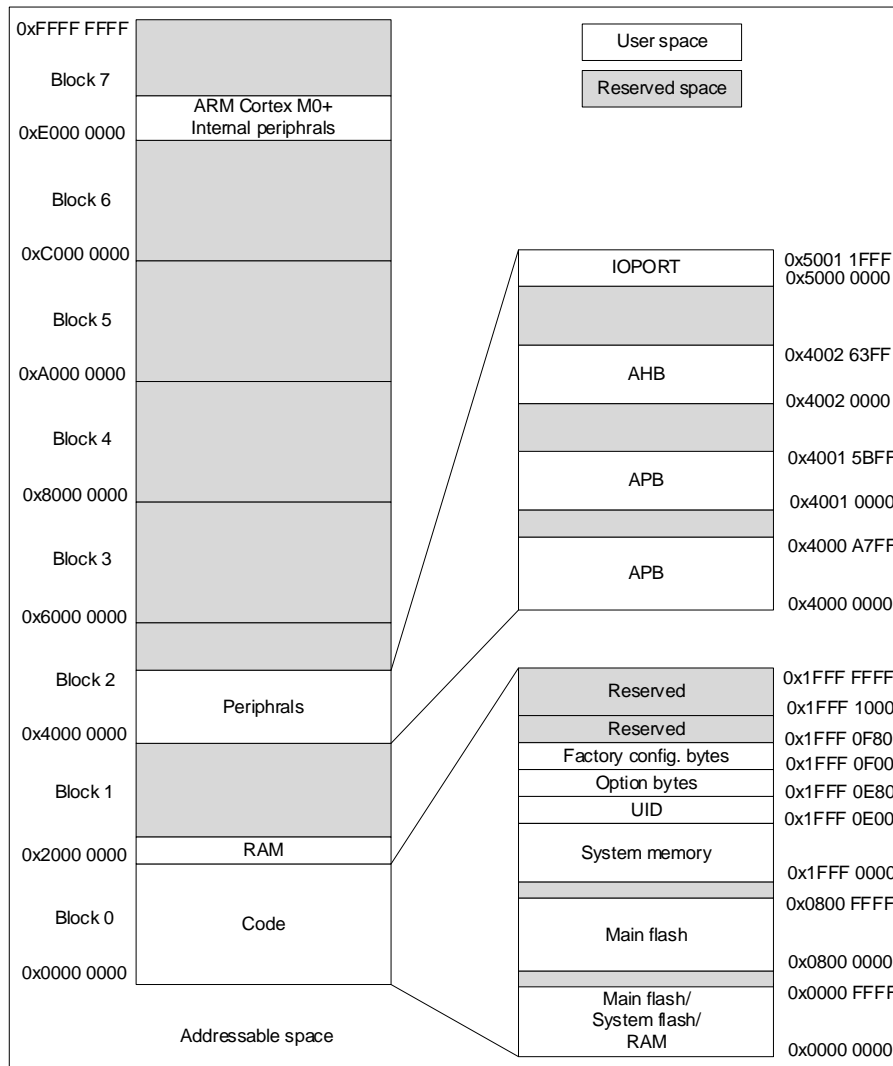 0xFFFF FFFF
Block 7
ARM Cortex M0+
Internal periphrals
0xE000 0000
Block 6
0xC000 0000
Block 5
0xA000 0000
Block 4
0x8000 0000
Block 3
0x6000 0000
Block 2
Periphrals
0x4000 0000
Block 1
0x2000 0000
RAM
Block 0
Code
0x0000 0000
Addressable space
User space
Reserved space
IOPORT
0x5001 1FFF
0x5000 0000
0x4002 63FF
AHB
0x4002 0000
0x4001 5BFF
APB
0x4001 0000
0x4000 A7FF
APB
0x4000 0000
0x1FFF FFFF
Reserved
0x1FFF 1000
Reserved
0x1FFF 0F80
Factory config. bytes
0x1FFF 0F00
Option bytes
0x1FFF 0E80
UID
0x1FFF 0E00
System memory
0x1FFF 0000
0x0800 FFFF
Main flash
0x0800 0000
0x0000 FFFF
Main flash/
System flash/
RAM
0x0000 0000